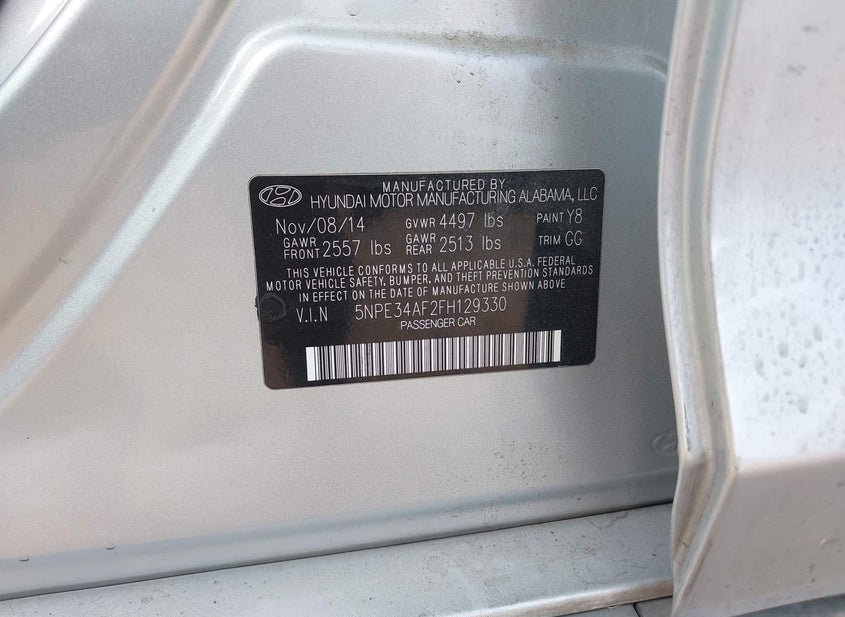 MANUFACTURED BY
HYUNDAI MOTOR MANUFACTURING ALABAMA, LLC
Nov/08/14 GVWR 4497 lbs PAINT Y8
GAWR FRONT 2557 lbs GAWR REAR 2513 lbs TRIM GG
THIS VEHICLE CONFORMS TO ALL APPLICABLE U.S.A. FEDERAL
MOTOR VEHICLE SAFETY, BUMPER, AND THEFT PREVENTION STANDARDS
IN EFFECT ON THE DATE OF MANUFACTURE SHOWN ABOVE
V.I.N 5NPE34AF2FH129330
PASSENGER CAR